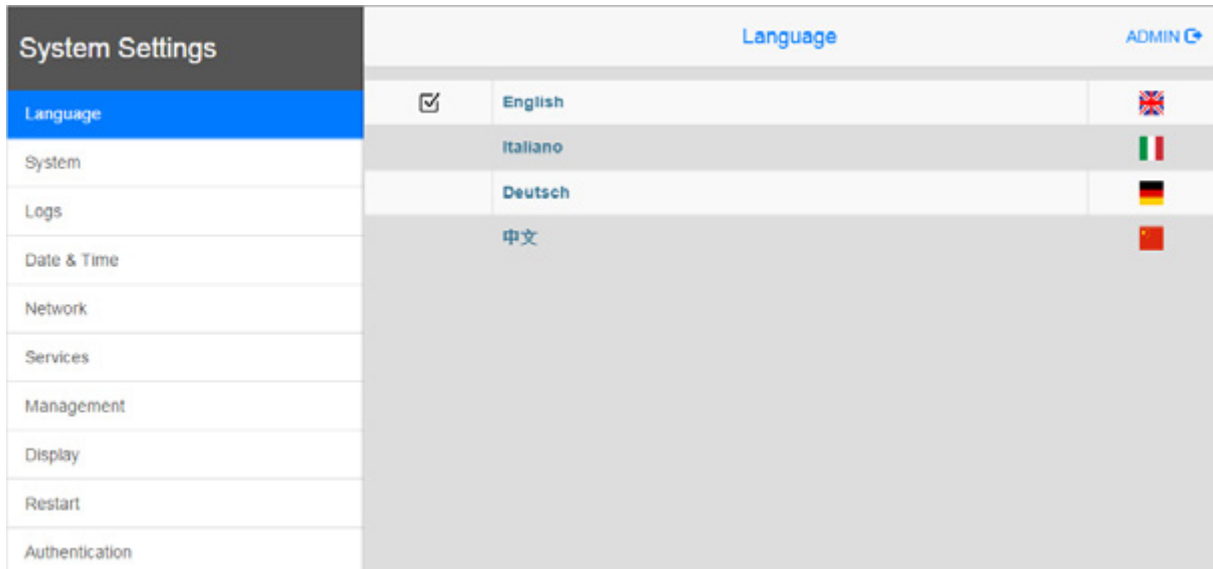 System Settings
Language
System
Logs
Date & Time
Network
Services
Management
Display
Restart
Authentication
Language
ADMIN
English
Italiano
Deutsch
中文